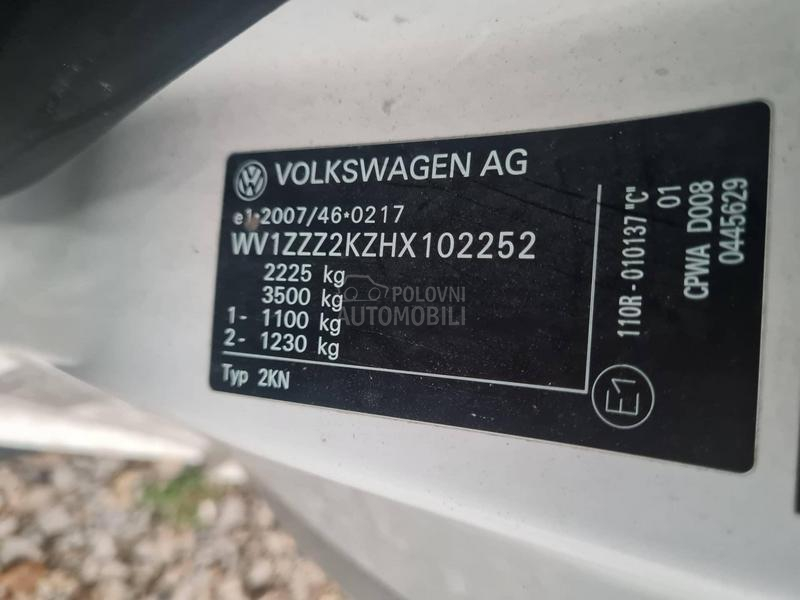 VOLKSWAGEN AG
e1*2007/46*0217
WV1ZZZ2KZHX102252
2225 kg
3500 kg
1- 1100 kg
2- 1230 kg
Typ 2KN
110R - 010137 "C"
01
CPWA D008
0445629
E1
POLOVNI
AUTOMOBILI